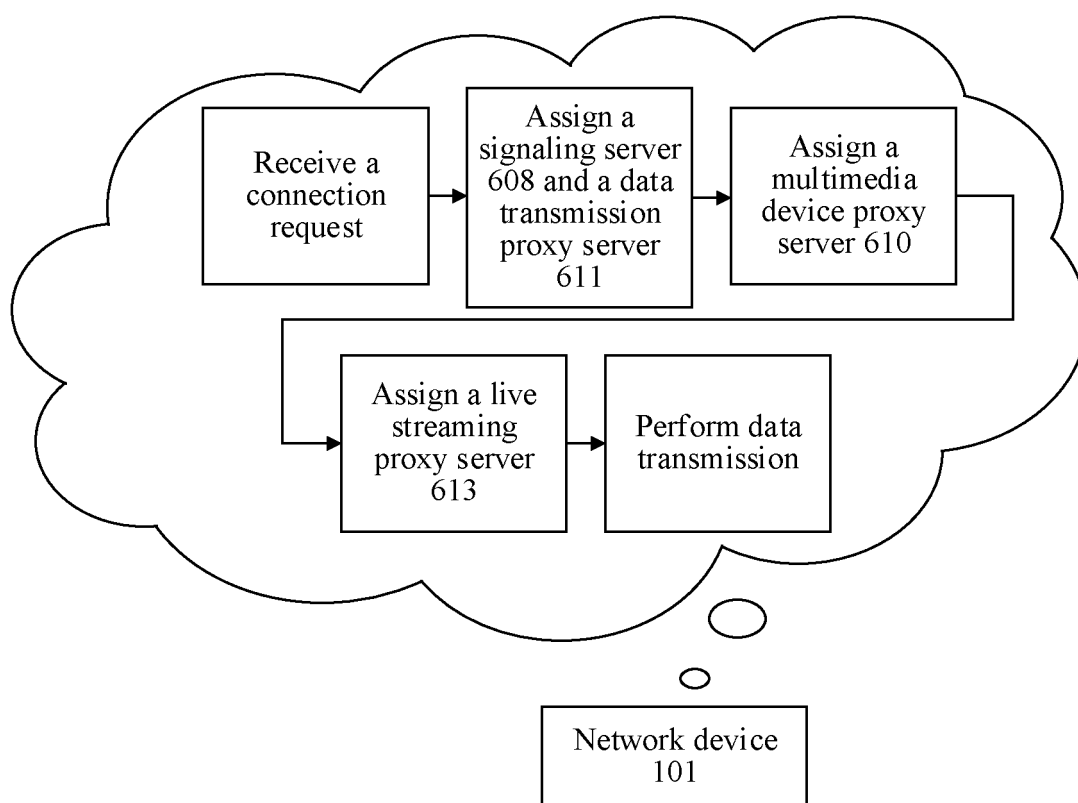 Receive a
connection
request
Assign a
signaling server
608 and a data
transmission
proxy server
611
Assign a
multimedia
device proxy
server 610
Assign a live
streaming
proxy server
613
Perform data
transmission
Network device
101